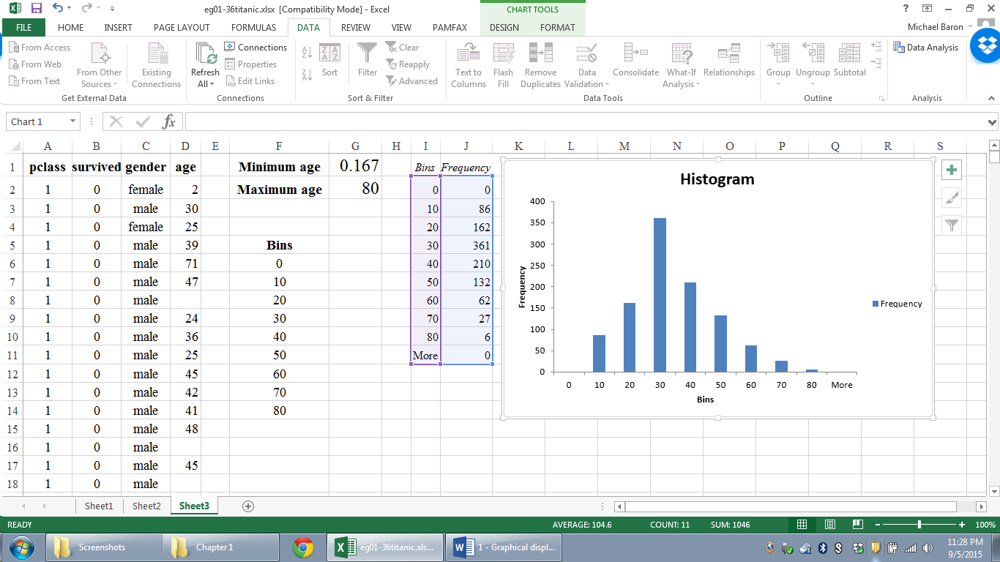 eg01-36titanic.xlsx [Compatibility Mode] - Excel
CHART TOOLS
FILE HOME INSERT PAGE LAYOUT FORMULAS DATA REVIEW VIEW PAMFAX DESIGN FORMAT Michael Baron
From Access
From Web
From Text
From Other Sources
Existing Connections
Get External Data
Refresh All
Connections
Properties
Edit Links
Connections
Sort
Filter
Clear
Reapply
Advanced
Sort & Filter
Text to Columns
Flash Fill
Remove Duplicates
Data Validation
Consolidate
What-If Analysis
Relationships
Data Tools
Group
Ungroup
Subtotal
Outline
Data Analysis
Analysis
Chart 1 fx
A B C D E F G H I J K L M N O P Q R S
1 pclass survived gender age Minimum age 0.167 Bins Frequency
2 1 0 female 2 Maximum age 80 0 0
3 1 0 male 30 10 86
4 1 0 female 25 20 162
5 1 0 male 39 Bins 30 361
6 1 0 male 71 0 40 210
7 1 0 male 47 10 50 132
8 1 0 male 20 60 62
9 1 0 male 24 30 70 27
10 1 0 male 36 40 80 6
11 1 0 male 25 50 More 0
12 1 0 male 45 60
13 1 0 male 42 70
14 1 0 male 41 80
15 1 0 male 48
16 1 0 male
17 1 0 male 45
18 1 0 male
Histogram
Frequency
400
350
300
250
200
150
100
50
0
0 10 20 30 40 50 60 70 80 More
Bins
Frequency
Sheet1 Sheet2 Sheet3
READY AVERAGE: 104.6 COUNT: 11 SUM: 1046 100%
Screenshots Chapter 1 eg01-36titanic.xls... 1 - Graphical displ...
11:28 PM
9/5/2015